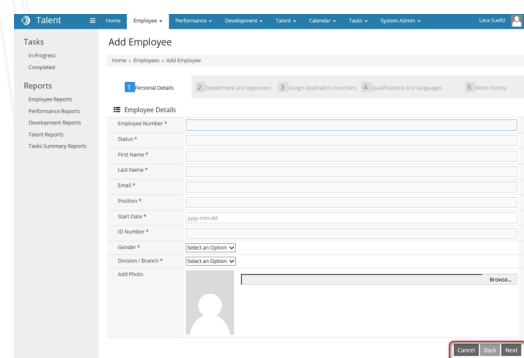 Talent Home Employee Performance Development Talent Calendar Tasks System Admin Lara Sueltz
Tasks
In-Progress
Completed
Reports
Employee Reports
Performance Reports
Development Reports
Talent Reports
Tasks Summary Reports
Add Employee
Home » Employees » Add Employee
1 Personal Details 2 Department and Approvers 3 Assign Application Functions 4 Qualifications and Languages 5 Work History
Employee Details
Employee Number *
Status *
First Name *
Last Name *
Email *
Position *
Start Date * yyyy-mm-dd
ID Number *
Gender * Select an Option
Division / Branch * Select an Option
Add Photo Browse...
Cancel Back Next